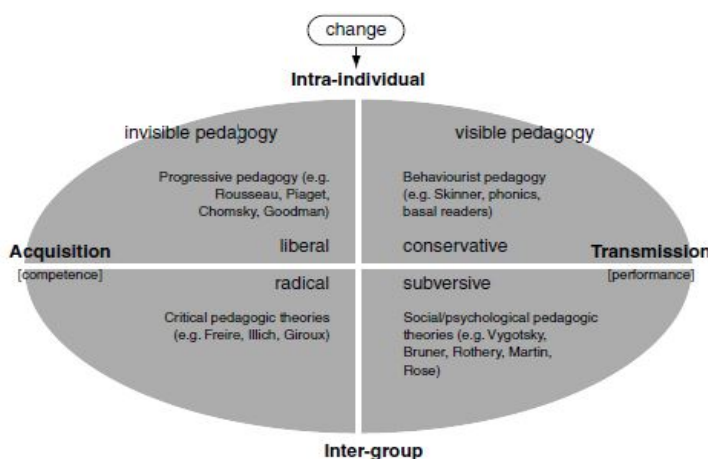 change
Intra-individual
invisible pedagogy
visible pedagogy
Progressive pedagogy (e.g.
Rousseau, Piaget,
Chomsky, Goodman)
Behaviourist pedagogy
(e.g. Skinner, phonics,
basal readers)
Acquisition
[competence]
liberal
conservative
Transmission
[performance]
radical
subversive
Critical pedagogic theories
(e.g. Freire, Illich, Giroux)
Social/psychological pedagogic
theories (e.g. Vygotsky,
Bruner, Rothery, Martin,
Rose)
Inter-group